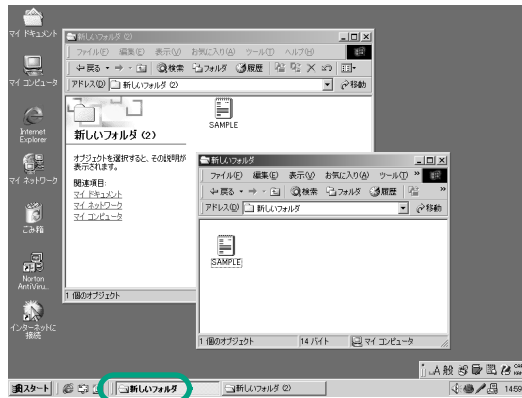 マイ ドキュメント
マイ コンピュータ
Internet Explorer
マイ ネットワーク
ごみ箱
Norton AntiViru...
インターネットに接続
新しいフォルダ (2)
ファイル(F) 編集(E) 表示(V) お気に入り(A) ツール(T) ヘルプ(H)
戻る 検索 フォルダ 履歴
アドレス(D) 新しいフォルダ (2) 移動
新しいフォルダ (2)
オブジェクトを選択すると、その説明が表示されます。
関連項目:
マイ ドキュメント
マイ ネットワーク
マイ コンピュータ
SAMPLE
1 個のオブジェクト
新しいフォルダ
ファイル(F) 編集(E) 表示(V) お気に入り(A) ツール(T) »
戻る 検索 フォルダ 履歴 »
アドレス(D) 新しいフォルダ 移動
SAMPLE
1 個のオブジェクト 14 バイト マイ コンピュータ
A 般
スタート 新しいフォルダ 新しいフォルダ (2) 14:59